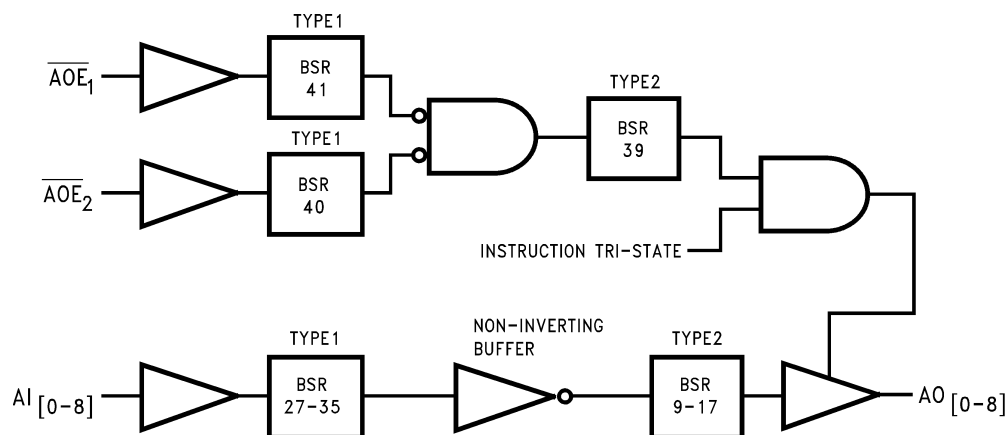 TYPE1
AOE1
BSR
41
TYPE2
TYPE1
BSR
39
AOE2
BSR
40
INSTRUCTION TRI-STATE
TYPE1
NON-INVERTING
BUFFER
TYPE2
AI[0-8]
BSR
27-35
BSR
9-17
AO[0-8]